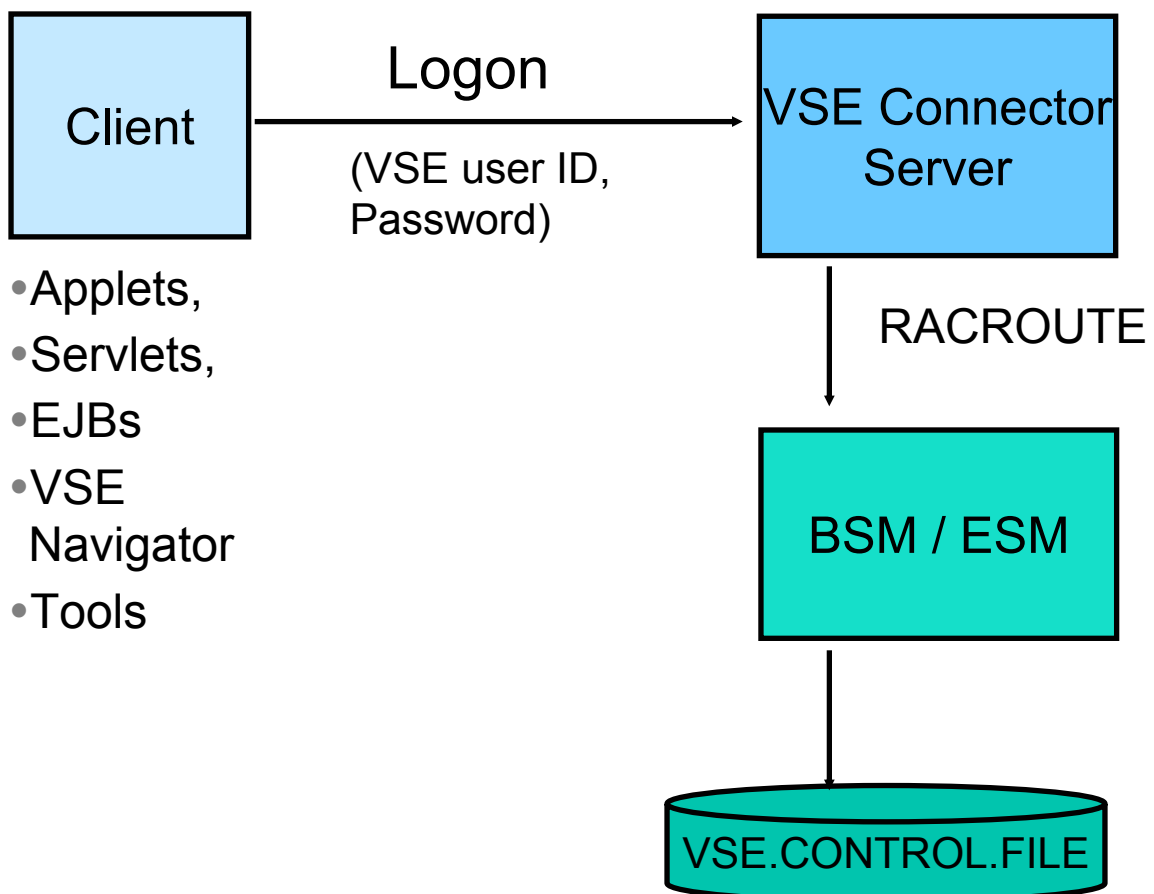 Client
Logon
(VSE user ID,
Password)
VSE Connector
Server
•Applets,
•Servlets,
•EJBs
•VSE
Navigator
•Tools
RACROUTE
BSM / ESM
VSE.CONTROL.FILE